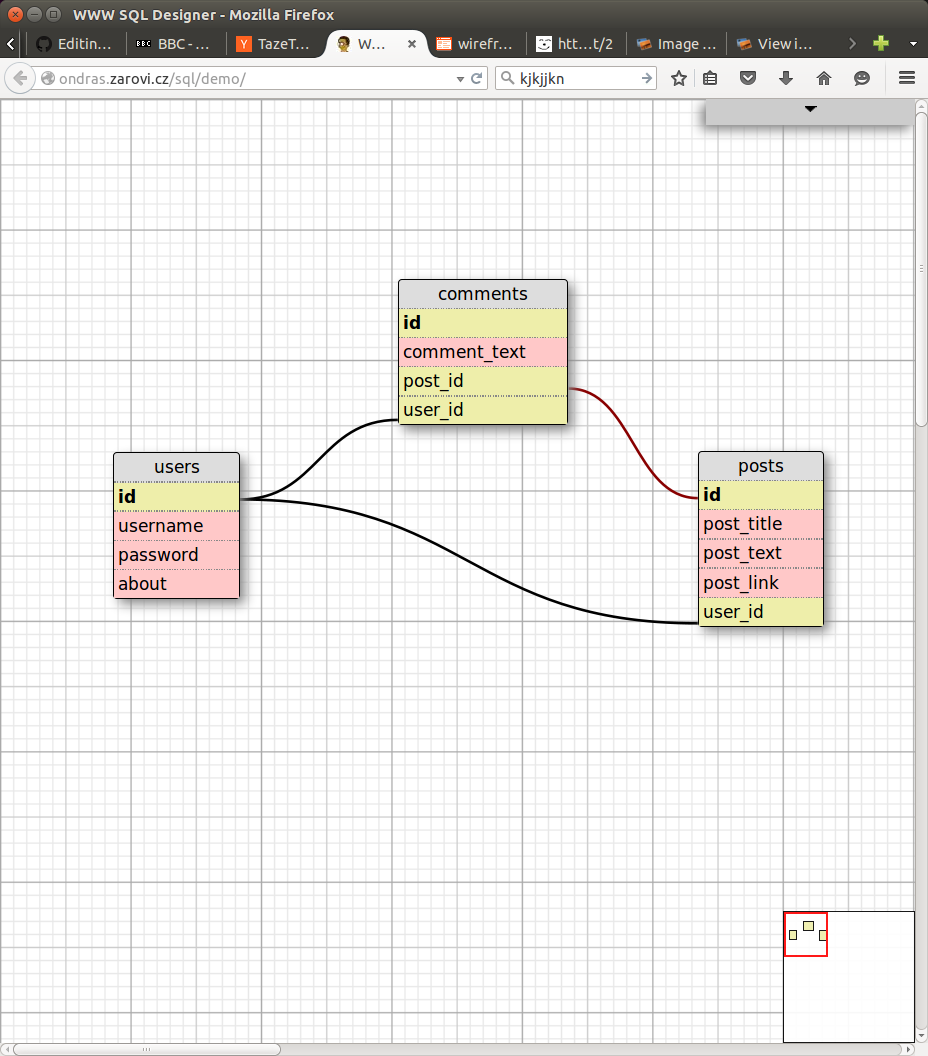 WWW SQL Designer - Mozilla Firefox
Editin... BBC - ... TazeT... W... wirefr... htt...t/2 Image ... View i...
ondras.zarovi.cz/sql/demo/ kjkjjkn
comments
id
comment_text
post_id
user_id
users
id
username
password
about
posts
id
post_title
post_text
post_link
user_id